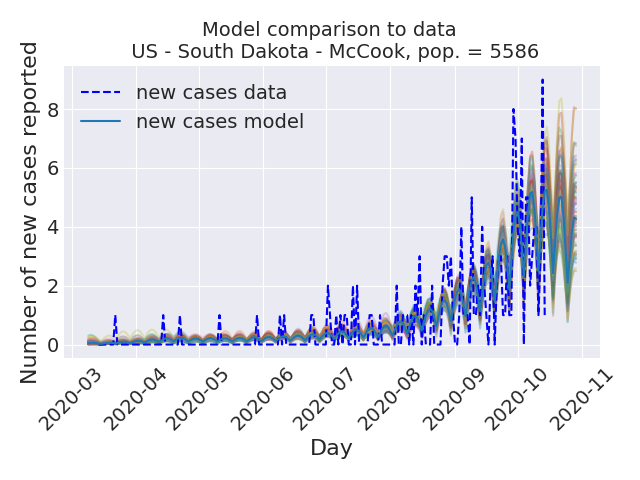 Model comparison to data
US - South Dakota - McCook, pop. = 5586
Number of new cases reported
8
6
4
2
0
new cases data
new cases model
2020-03
2020-04
2020-05
2020-06
2020-07
2020-08
2020-09
2020-10
2020-11
Day